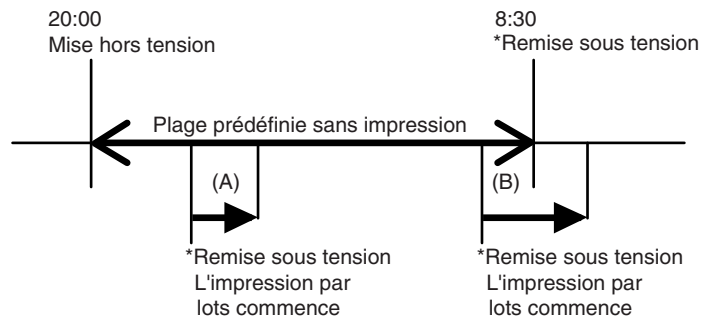 20:00
Mise hors tension
8:30
*Remise sous tension
Plage prédéfinie sans impression
(A)
(B)
*Remise sous tension
L'impression par
lots commence
*Remise sous tension
L'impression par
lots commence